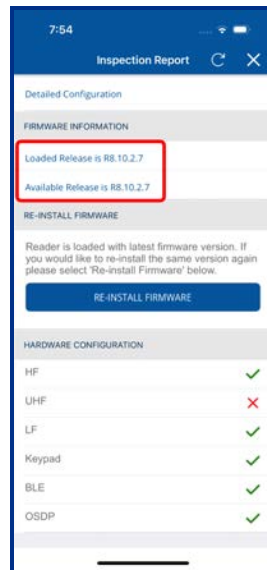 7:54
Inspection Report
Detailed Configuration
FIRMWARE INFORMATION
Loaded Release is R8.10.2.7
Available Release is R8.10.2.7
RE-INSTALL FIRMWARE
Reader is loaded with latest firmware version. If
you would like to re-install the same version again
please select 'Re-install Firmware' below.
RE-INSTALL FIRMWARE
HARDWARE CONFIGURATION
HF
UHF
LF
Keypad
BLE
OSDP